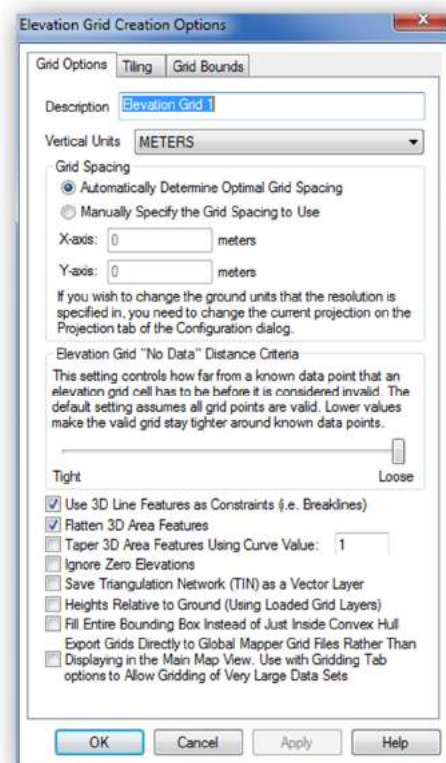 Elevation Grid Creation Options
Grid Options
Tiling
Grid Bounds
Description Elevation Grid 1
Vertical Units METERS
Grid Spacing
Automatically Determine Optimal Grid Spacing
Manually Specify the Grid Spacing to Use
X-axis: 0 meters
Y-axis: 0 meters
If you wish to change the ground units that the resolution is
specified in, you need to change the current projection on the
Projection tab of the Configuration dialog.
Elevation Grid "No Data" Distance Criteria
This setting controls how far from a known data point that an
elevation grid cell has to be before it is considered invalid. The
default setting assumes all grid points are valid. Lower values
make the valid grid stay tighter around known data points.
Tight Loose
Use 3D Line Features as Constraints (i.e. Breaklines)
Flatten 3D Area Features
Taper 3D Area Features Using Curve Value: 1
Ignore Zero Elevations
Save Triangulation Network (TIN) as a Vector Layer
Heights Relative to Ground (Using Loaded Grid Layers)
Fill Entire Bounding Box Instead of Just Inside Convex Hull
Export Grids Directly to Global Mapper Grid Files Rather Than
Displaying in the Main Map View. Use with Gridding Tab
options to Allow Gridding of Very Large Data Sets
OK Cancel Apply Help